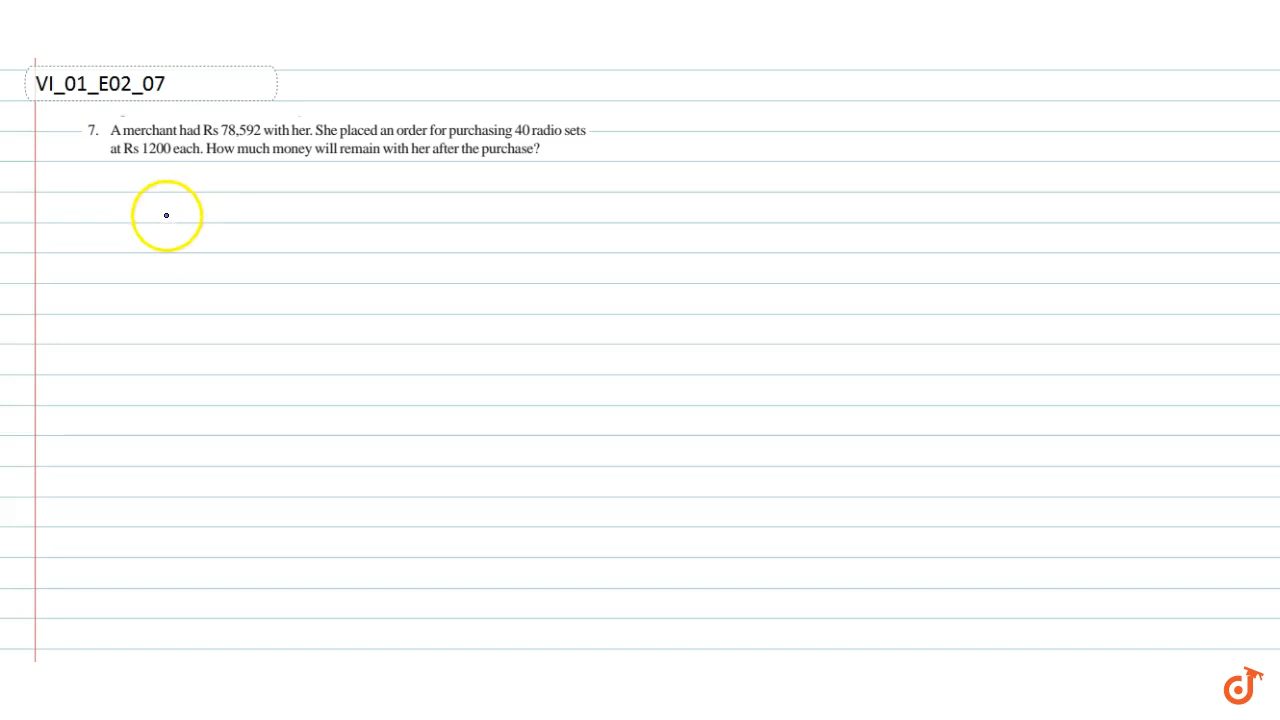 VI_01_E02_07
7. A merchant had Rs 78,592 with her. She placed an order for purchasing 40 radio sets
at Rs 1200 each. How much money will remain with her after the purchase?